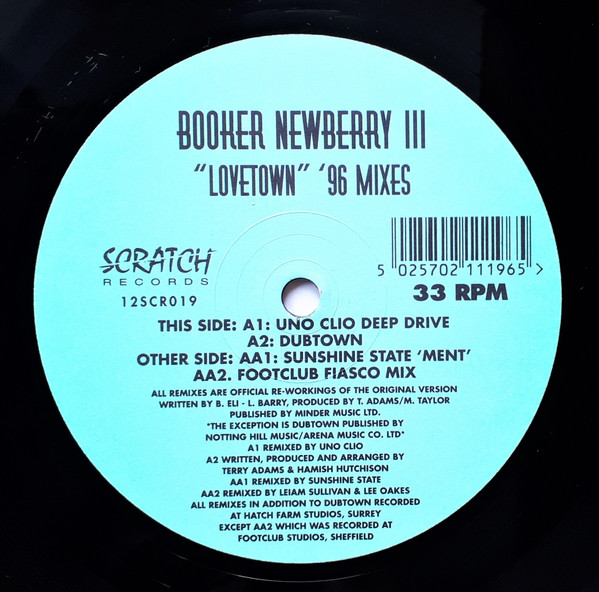 BOOKER NEWBERRY III
"LOVETOWN" '96 MIXES
SCRATCH
RECORDS
12SCR019
5 025702 111965 >
33 RPM
THIS SIDE: A1: UNO CLIO DEEP DRIVE
A2: DUBTOWN
OTHER SIDE: AA1: SUNSHINE STATE 'MENT'
AA2. FOOTCLUB FIASCO MIX
ALL REMIXES ARE OFFICIAL RE-WORKINGS OF THE ORIGINAL VERSION
WRITTEN BY B. ELI - L. BARRY, PRODUCED BY T. ADAMS/M. TAYLOR
PUBLISHED BY MINDER MUSIC LTD.
*THE EXCEPTION IS DUBTOWN PUBLISHED BY
NOTTING HILL MUSIC/ARENA MUSIC CO. LTD*
A1 REMIXED BY UNO CLIO
A2 WRITTEN, PRODUCED AND ARRANGED BY
TERRY ADAMS & HAMISH HUTCHISON
AA1 REMIXED BY SUNSHINE STATE
AA2 REMIXED BY LEIAM SULLIVAN & LEE OAKES
ALL REMIXES IN ADDITION TO DUBTOWN RECORDED
AT HATCH FARM STUDIOS, SURREY
EXCEPT AA2 WHICH WAS RECORDED AT
FOOTCLUB STUDIOS, SHEFFIELD